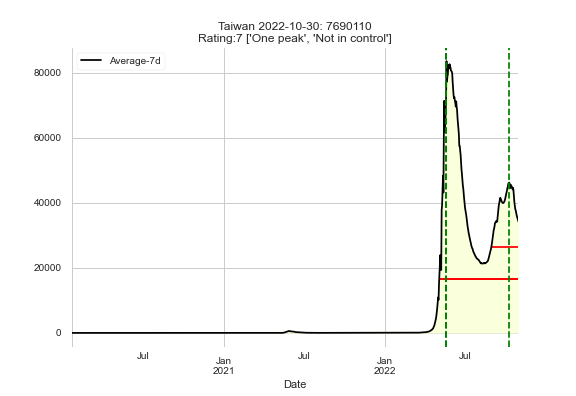 Taiwan 2022-10-30: 7690110
Rating:7 ['One peak', 'Not in control']
Average-7d
80000
60000
40000
20000
0
Jul
Jan
2021
Jul
Jan
2022
Jul
Date